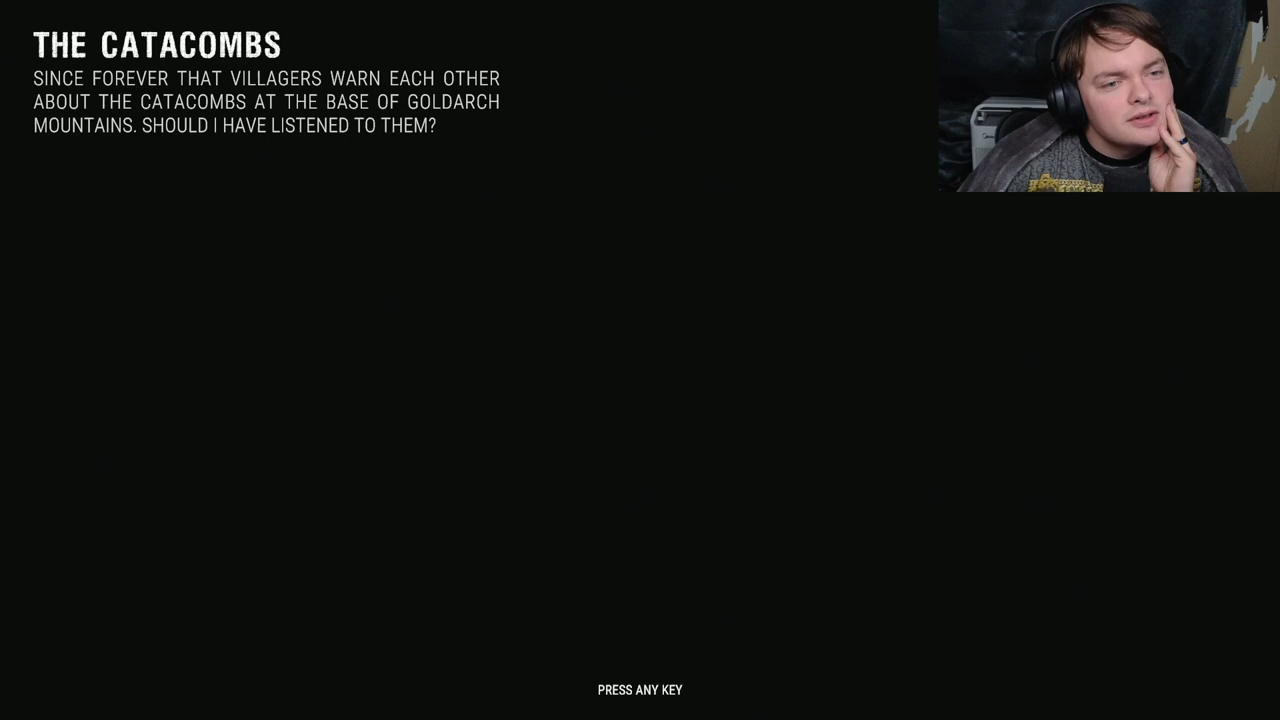 THE CATACOMBS
SINCE FOREVER THAT VILLAGERS WARN EACH OTHER
ABOUT THE CATACOMBS AT THE BASE OF GOLDARCH
MOUNTAINS. SHOULD I HAVE LISTENED TO THEM?
PRESS ANY KEY